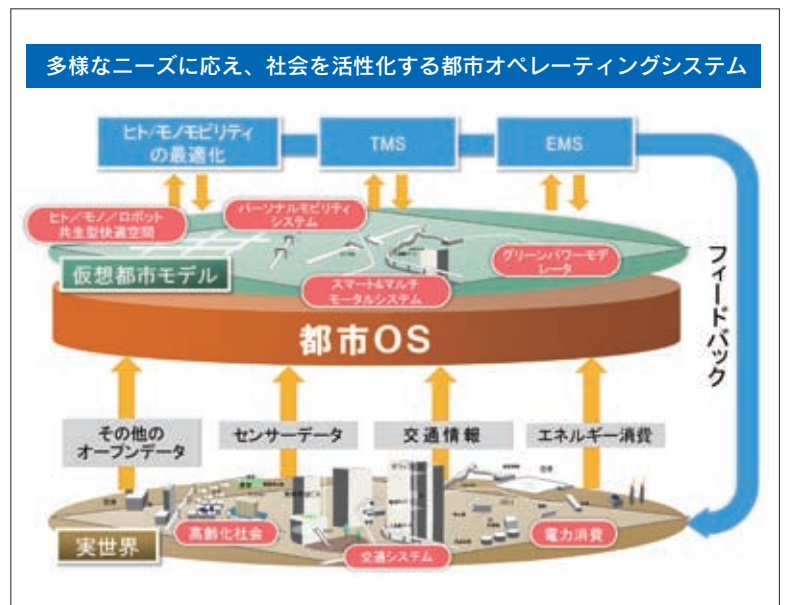 多様なニーズに応え、社会を活性化する都市オペレーティングシステム
ヒト/モノモビリティ
の最適化
TMS
EMS
ヒト／モノ／ロボット
共生型快適空間
パーソナルモビリティ
システム
グリーンパワーモデ
レータ
スマート&マルチ
モータルシステム
仮想都市モデル
都市OS
フィードバック
その他の
オープンデータ
センサーデータ
交通情報
エネルギー消費
高齢化社会
交通システム
電力消費
実世界